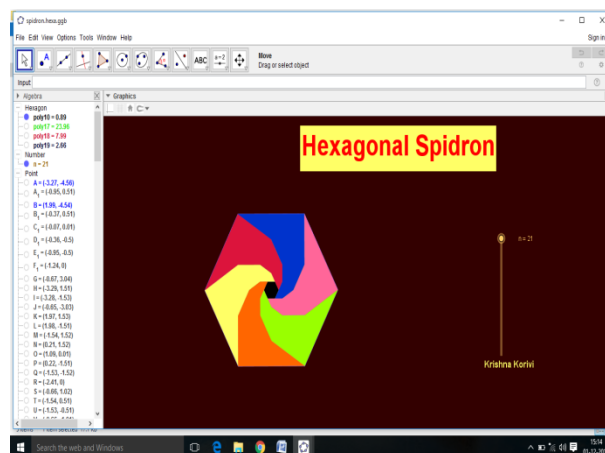 spidron.hexa.ggb
File Edit View Options Tools Window Help
Sign in
ABC
a=2
Move
Drag or select object
Input:
Algebra
Graphics
Hexagon
poly16 = 0.89
poly17 = 23.96
poly18 = 7.99
poly19 = 2.66
Number
n = 21
Point
A = (-3.27, -4.56)
A1 = (-0.95, 0.51)
B = (1.99, -4.54)
B1 = (-0.37, 0.51)
C1 = (-0.07, 0.01)
D1 = (-0.36, -0.5)
E1 = (-0.95, -0.5)
F1 = (-1.24, 0)
G = (-0.67, 3.04)
H = (-3.29, 1.51)
I = (-3.28, -1.53)
J = (-0.65, -3.03)
K = (1.97, 1.53)
L = (1.98, -1.51)
M = (-1.54, 1.52)
N = (0.21, 1.52)
O = (1.09, 0.01)
P = (0.22, -1.51)
Q = (-1.53, -1.52)
R = (-2.41, 0)
S = (-0.66, 1.02)
T = (-1.54, 0.51)
U = (-1.53, -0.51)
Hexagonal Spidron
n = 21
Krishna Korivi
Search the web and Windows
15:14